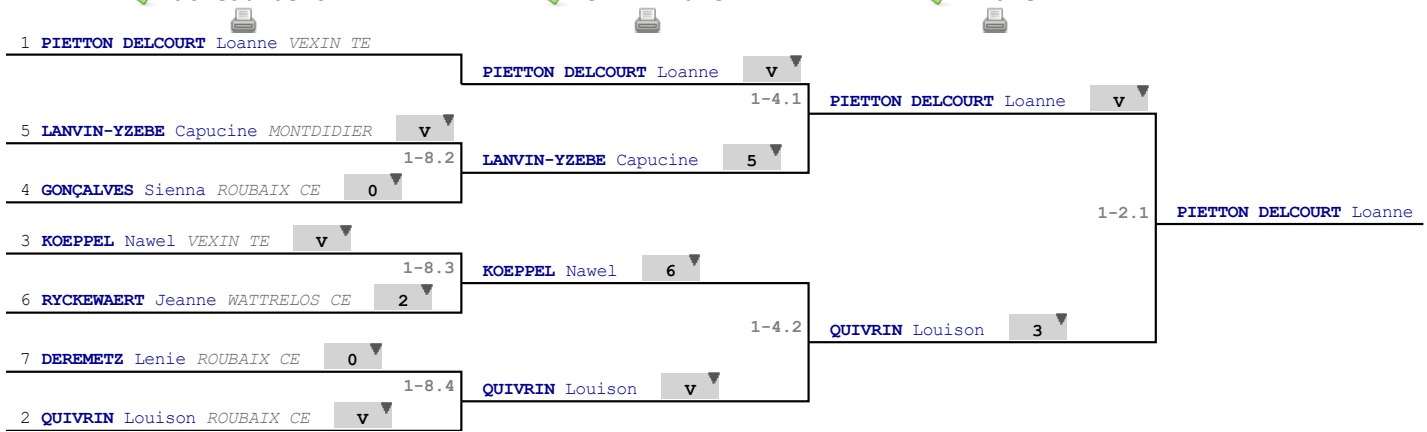 1 PIETTON DELCOURT Loanne VEXIN TE
PIETTON DELCOURT Loanne V
1-4.1
PIETTON DELCOURT Loanne V
5 LANVIN-YZEBE Capucine MONTDIDIER V
1-8.2
LANVIN-YZEBE Capucine 5
4 GONÇALVES Sienna ROUBAIX CE 0
1-2.1
PIETTON DELCOURT Loanne
3 KOEPPEL Nawel VEXIN TE V
1-8.3
KOEPPEL Nawel 6
6 RYCKEWAERT Jeanne WATTRELOS CE 2
1-4.2
QUIVRIN Louison 3
7 DEREMETZ Lenie ROUBAIX CE 0
1-8.4
QUIVRIN Louison V
2 QUIVRIN Louison ROUBAIX CE V